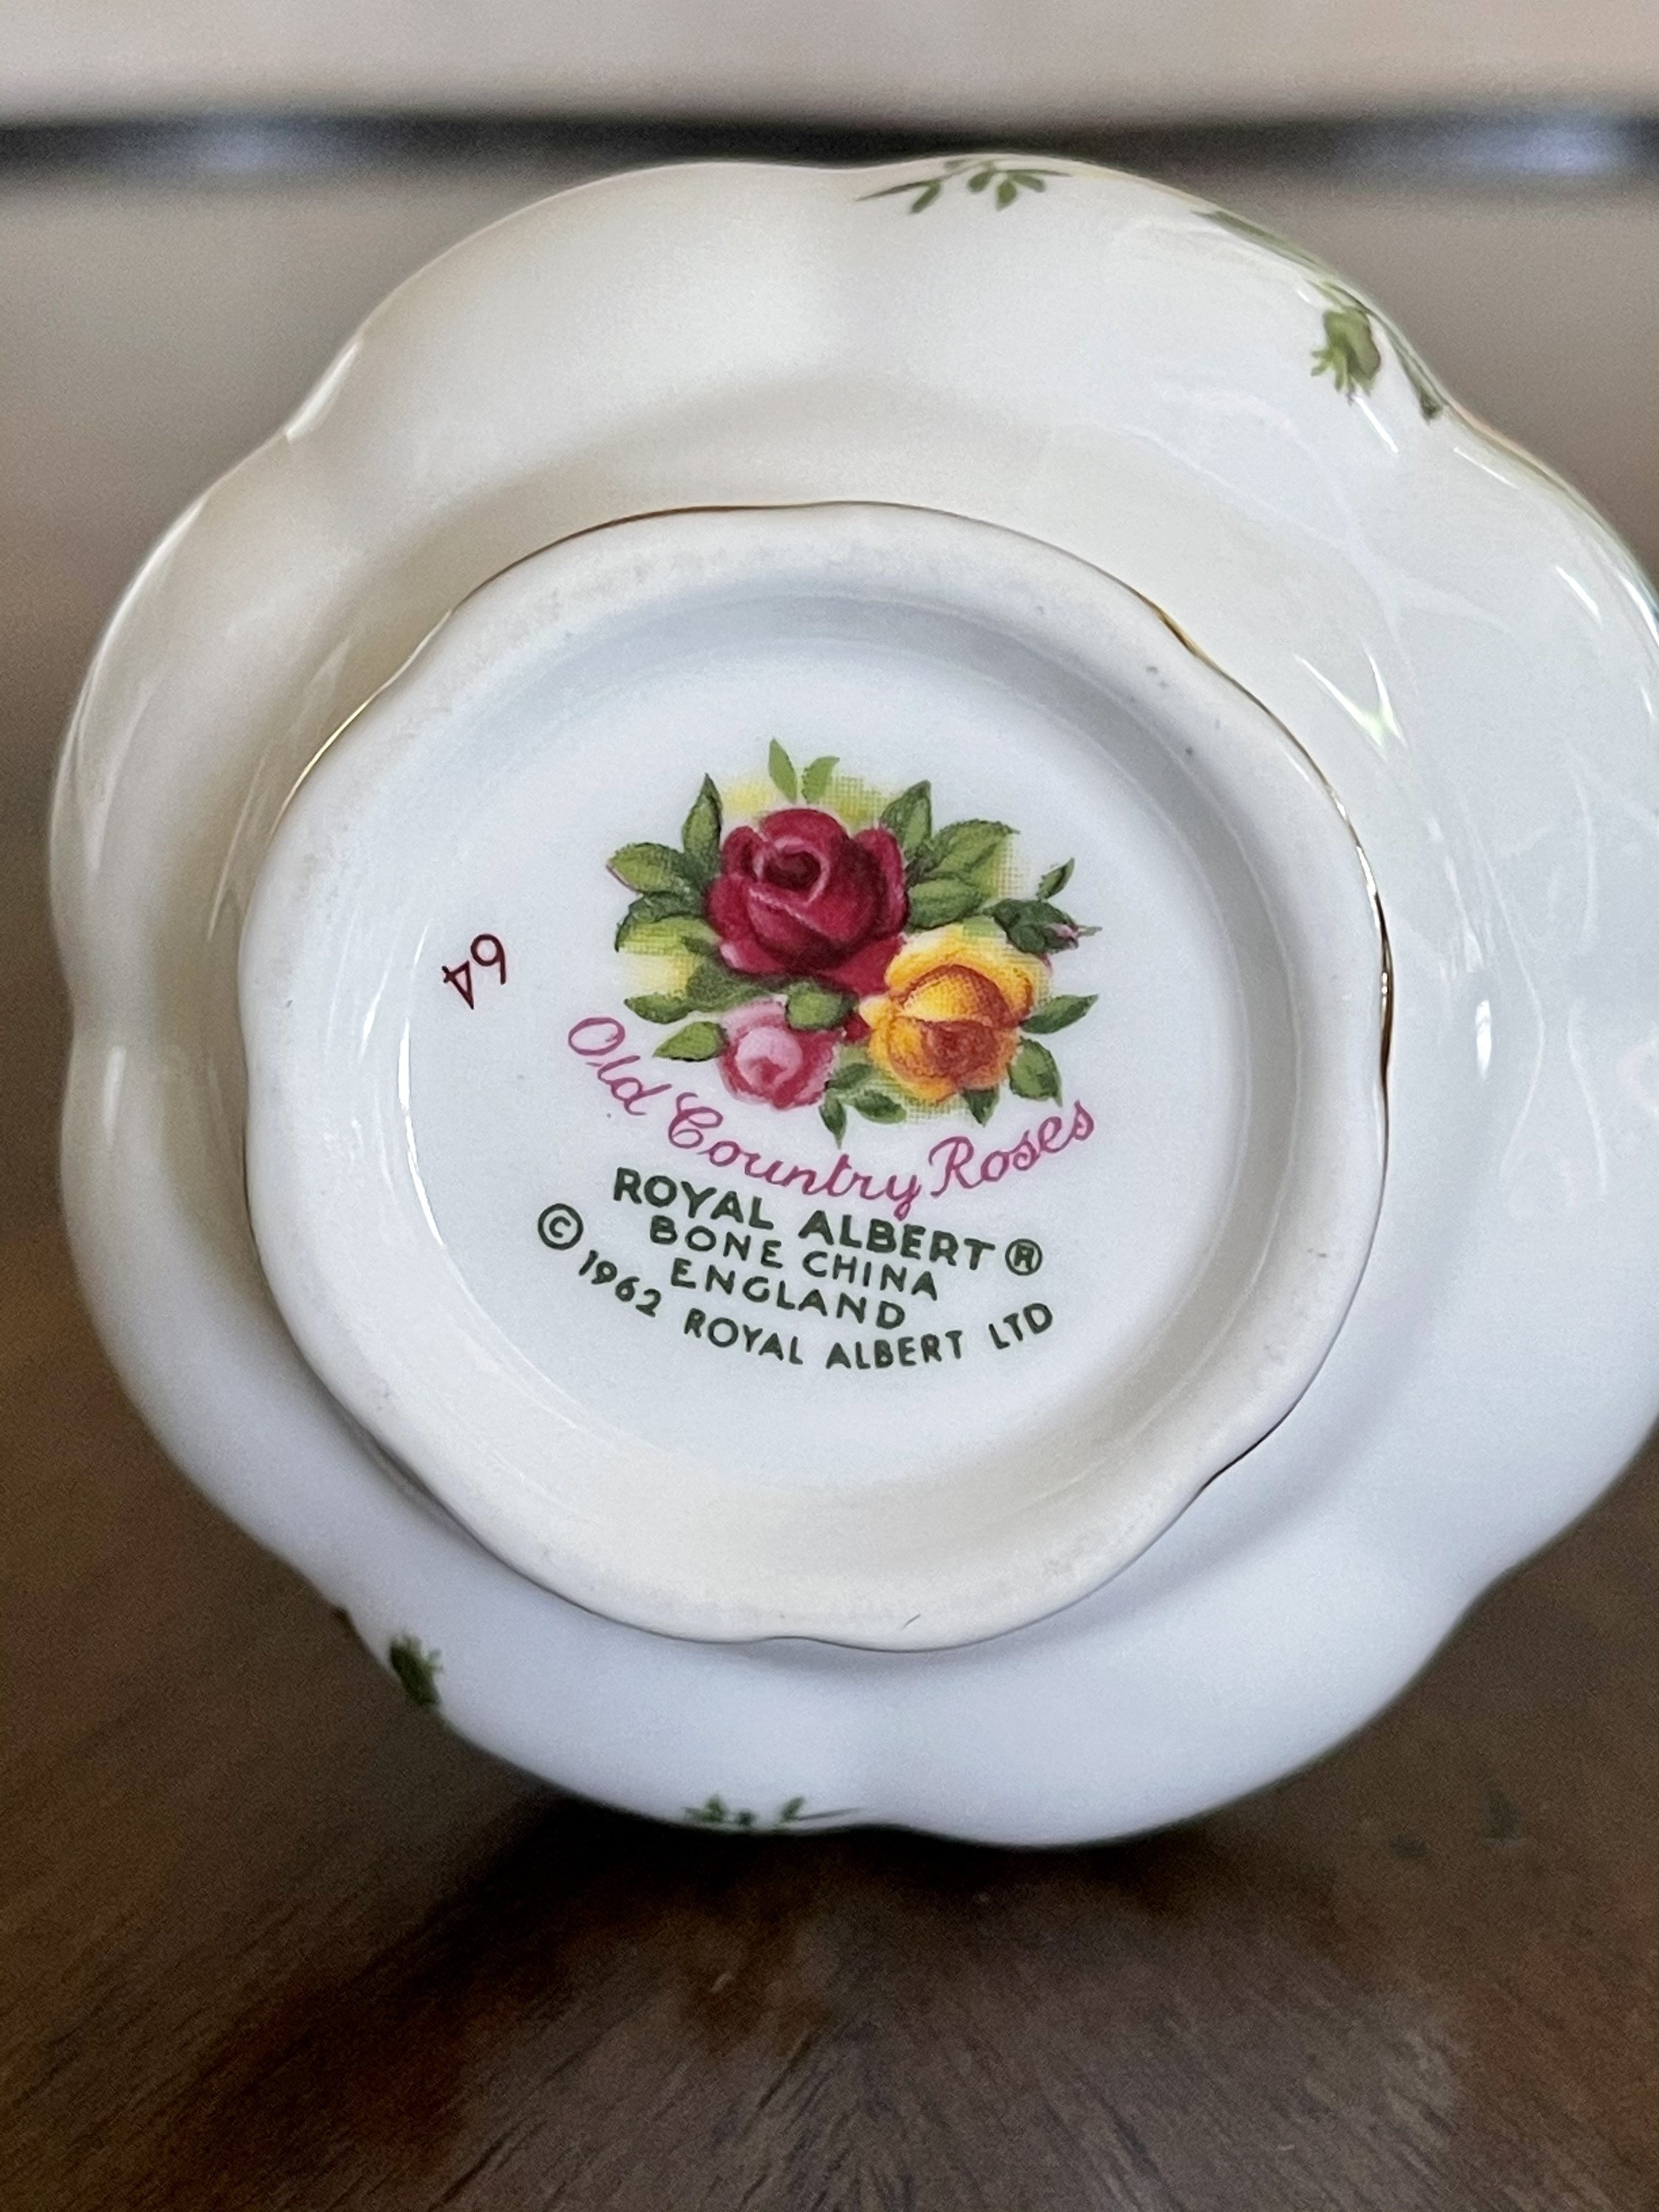 64
Old Country Roses
ROYAL ALBERT ®
BONE CHINA
ENGLAND
© 1962 ROYAL ALBERT LTD